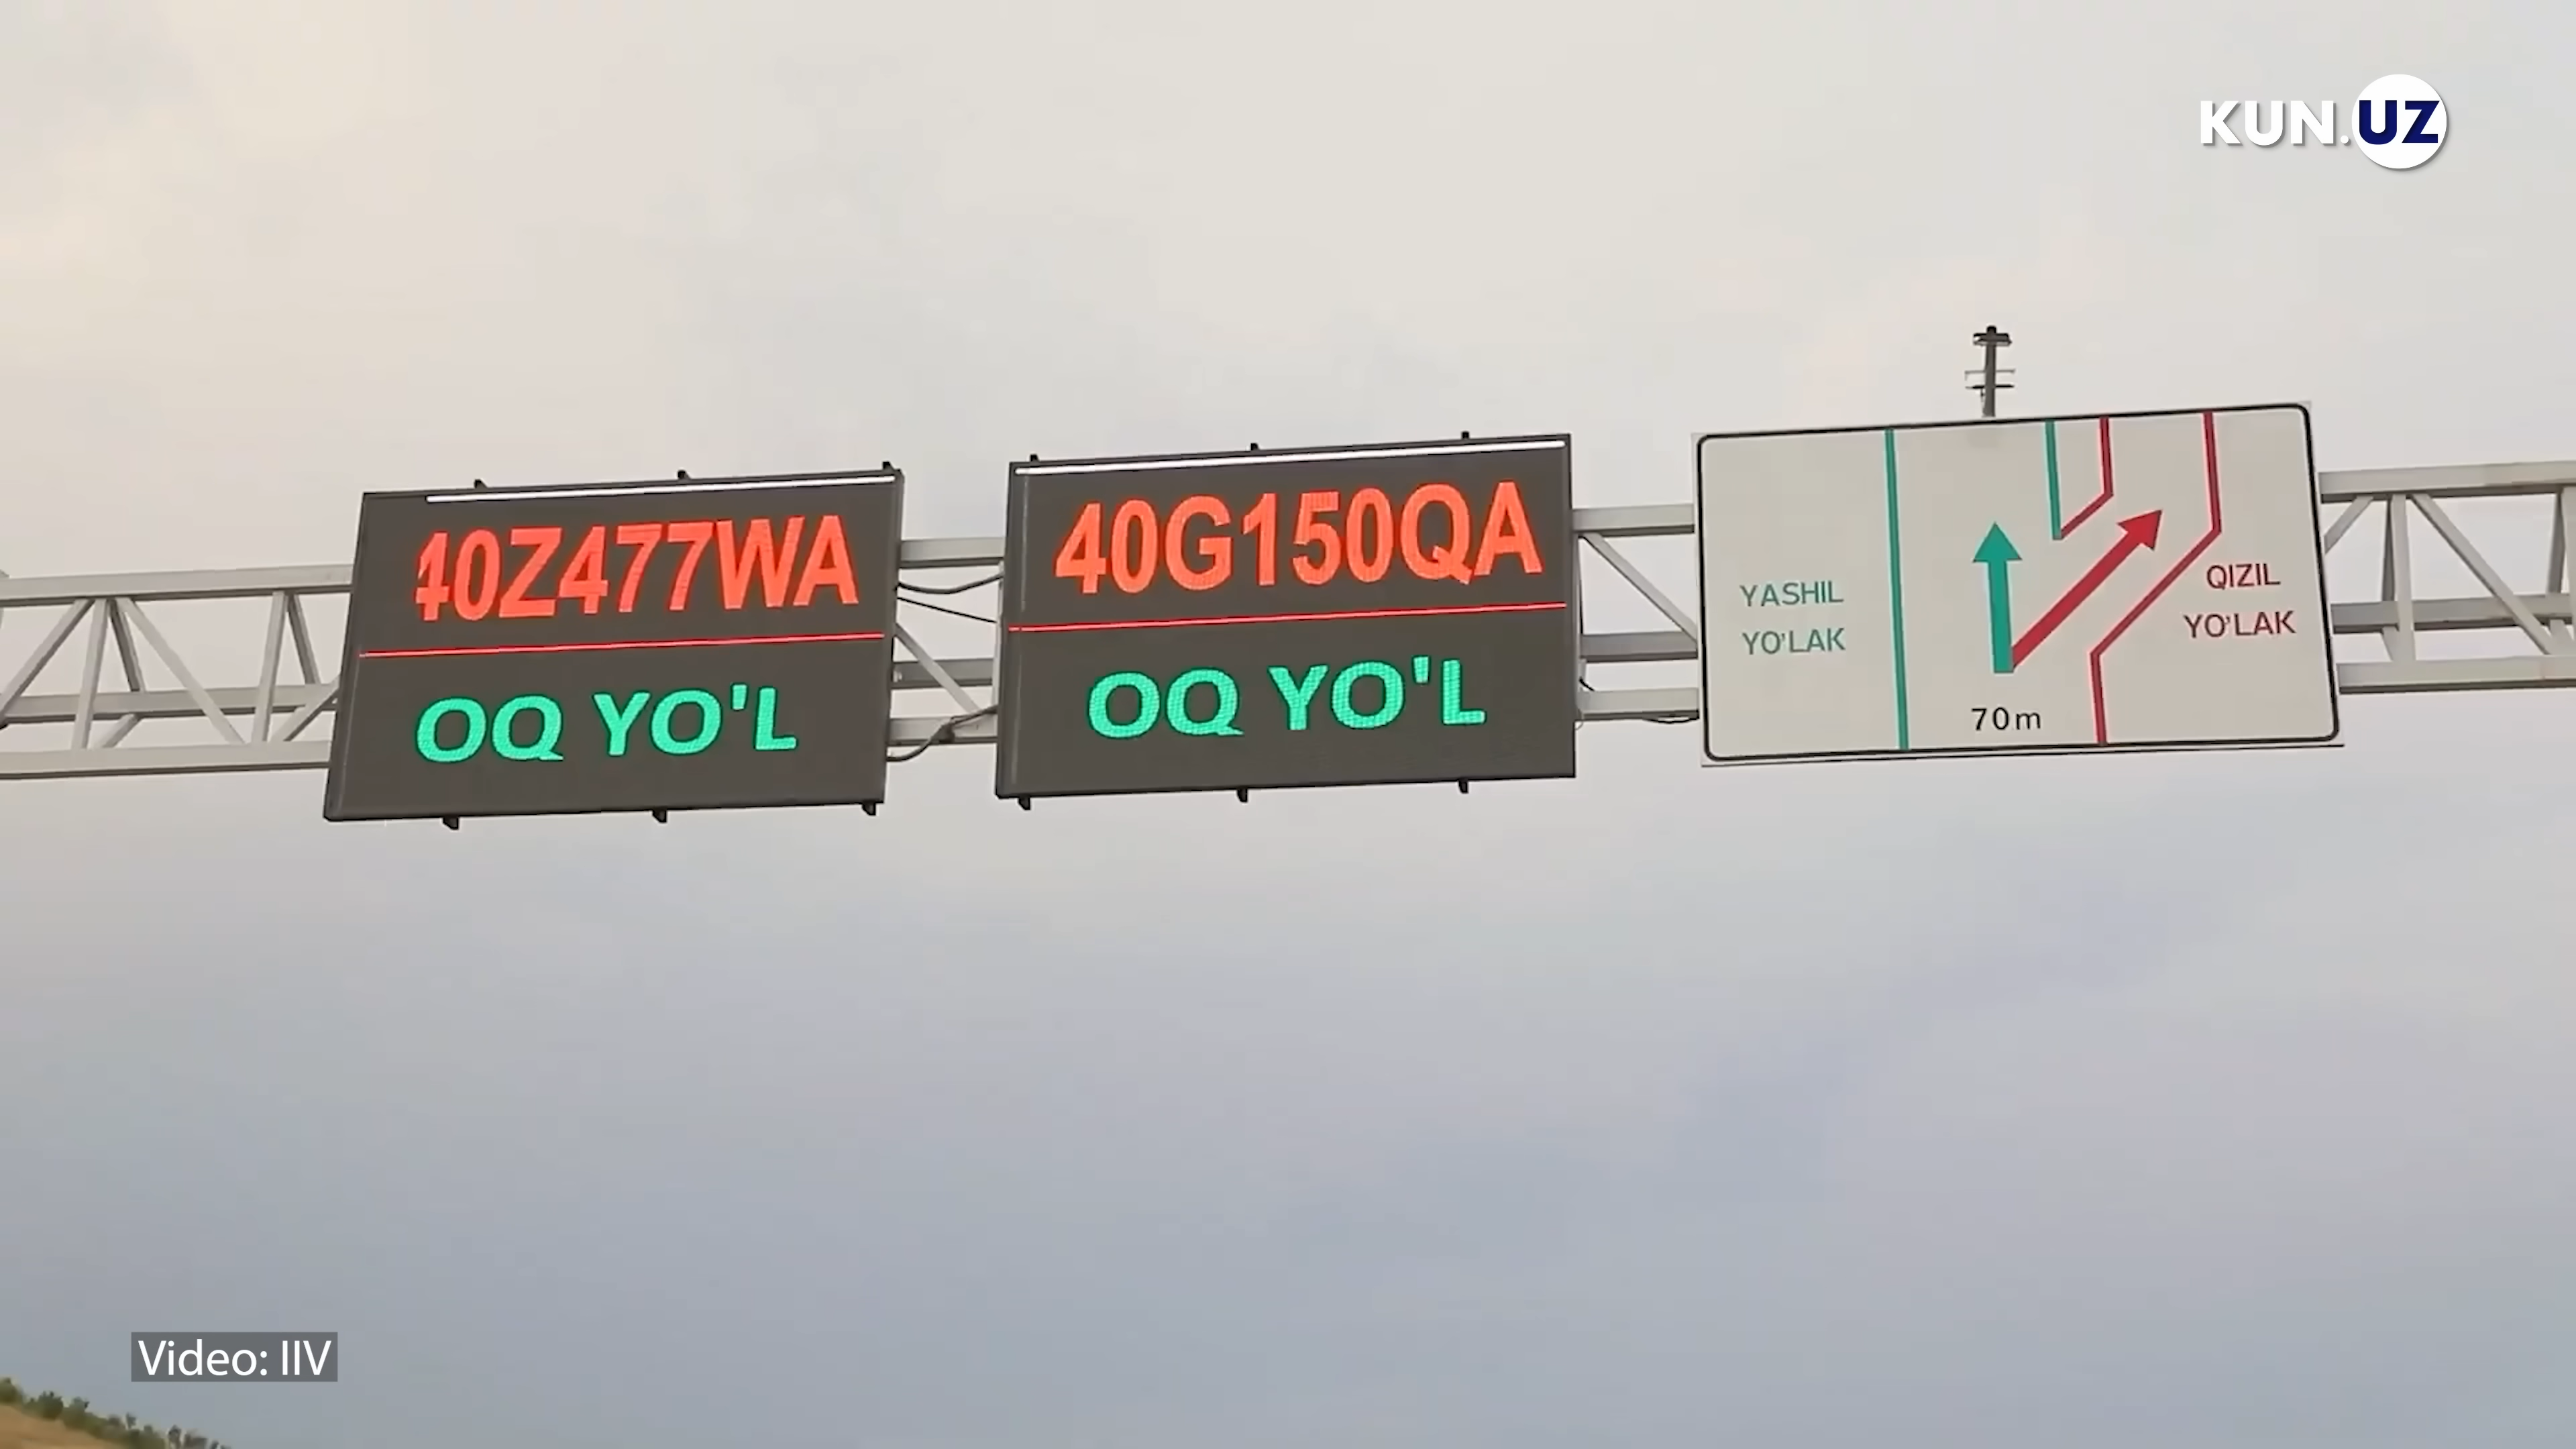 KUN.UZ
40Z477WA
OQ YO'L
40G150QA
OQ YO'L
YASHIL
YO'LAK
70m
QIZIL
YO'LAK
Video: IIV